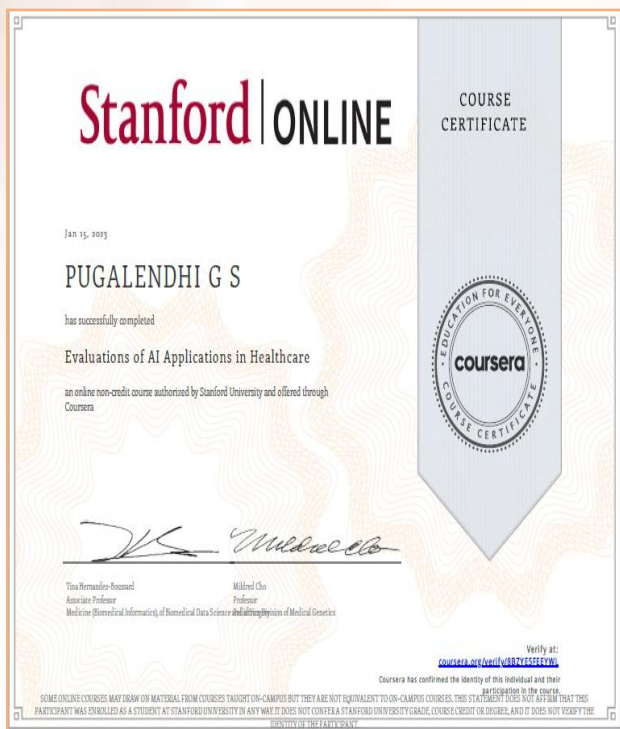 Stanford | ONLINE
COURSE
CERTIFICATE
Jan 15, 2023
PUGALENDHI G S
has successfully completed
Evaluations of AI Applications in Healthcare
an online non-credit course authorized by Stanford University and offered through
Coursera
EDUCATION FOR EVERYONE
coursera
COURSE CERTIFICATE
Tina Hernandez-Boussard
Associate Professor
Medicine (Biomedical Informatics), of Biomedical Data Science
Mildred Cho
Professor
Division of Medical Genetics
Verify at:
coursera.org/verify/8BZYE5FEEYWL
Coursera has confirmed the identity of this individual and their
participation in the course.
SOME ONLINE COURSES MAY DRAW ON MATERIAL FROM COURSES TAUGHT ON-CAMPUS BUT THEY ARE NOT EQUIVALENT TO ON-CAMPUS COURSES. THIS STATEMENT DOES NOT AFFIRM THAT THIS
PARTICIPANT WAS ENROLLED AS A STUDENT AT STANFORD UNIVERSITY IN ANY WAY. IT DOES NOT CONFER A STANFORD UNIVERSITY GRADE, COURSE CREDIT OR DEGREE, AND IT DOES NOT VERIFY THE
IDENTITY OF THE PARTICIPANT.